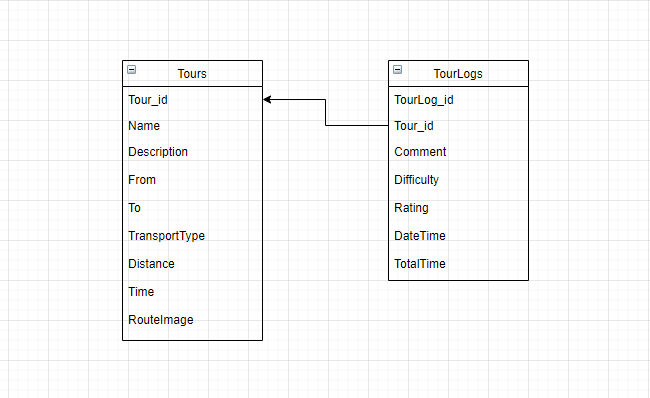 Tours
Tour_id
Name
Description
From
To
TransportType
Distance
Time
RouteImage
TourLogs
TourLog_id
Tour_id
Comment
Difficulty
Rating
DateTime
TotalTime